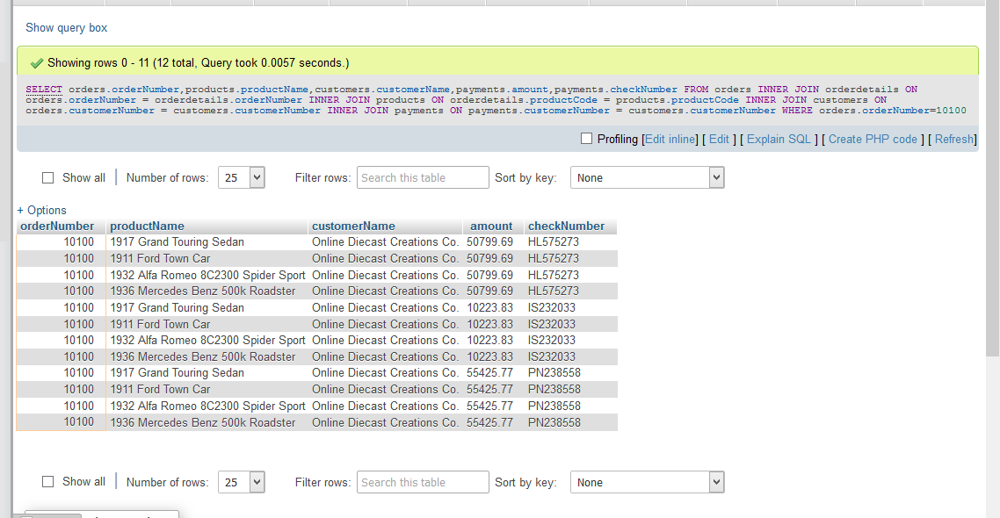 Show query box
Showing rows 0 - 11 (12 total, Query took 0.0057 seconds.)
SELECT orders.orderNumber,products.productName,customers.customerName,payments.amount,payments.checkNumber FROM orders INNER JOIN orderdetails ON
orders.orderNumber = orderdetails.orderNumber INNER JOIN products ON orderdetails.productCode = products.productCode INNER JOIN customers ON
orders.customerNumber = customers.customerNumber INNER JOIN payments ON payments.customerNumber = customers.customerNumber WHERE orders.orderNumber=10100
Profiling [Edit inline] [ Edit ] [ Explain SQL ] [ Create PHP code ] [ Refresh]
Show all Number of rows: 25 Filter rows: Search this table Sort by key: None
+ Options
orderNumber productName customerName amount checkNumber
10100 1917 Grand Touring Sedan Online Diecast Creations Co. 50799.69 HL575273
10100 1911 Ford Town Car Online Diecast Creations Co. 50799.69 HL575273
10100 1932 Alfa Romeo 8C2300 Spider Sport Online Diecast Creations Co. 50799.69 HL575273
10100 1936 Mercedes Benz 500k Roadster Online Diecast Creations Co. 50799.69 HL575273
10100 1917 Grand Touring Sedan Online Diecast Creations Co. 10223.83 IS232033
10100 1911 Ford Town Car Online Diecast Creations Co. 10223.83 IS232033
10100 1932 Alfa Romeo 8C2300 Spider Sport Online Diecast Creations Co. 10223.83 IS232033
10100 1936 Mercedes Benz 500k Roadster Online Diecast Creations Co. 10223.83 IS232033
10100 1917 Grand Touring Sedan Online Diecast Creations Co. 55425.77 PN238558
10100 1911 Ford Town Car Online Diecast Creations Co. 55425.77 PN238558
10100 1932 Alfa Romeo 8C2300 Spider Sport Online Diecast Creations Co. 55425.77 PN238558
10100 1936 Mercedes Benz 500k Roadster Online Diecast Creations Co. 55425.77 PN238558
Show all Number of rows: 25 Filter rows: Search this table Sort by key: None